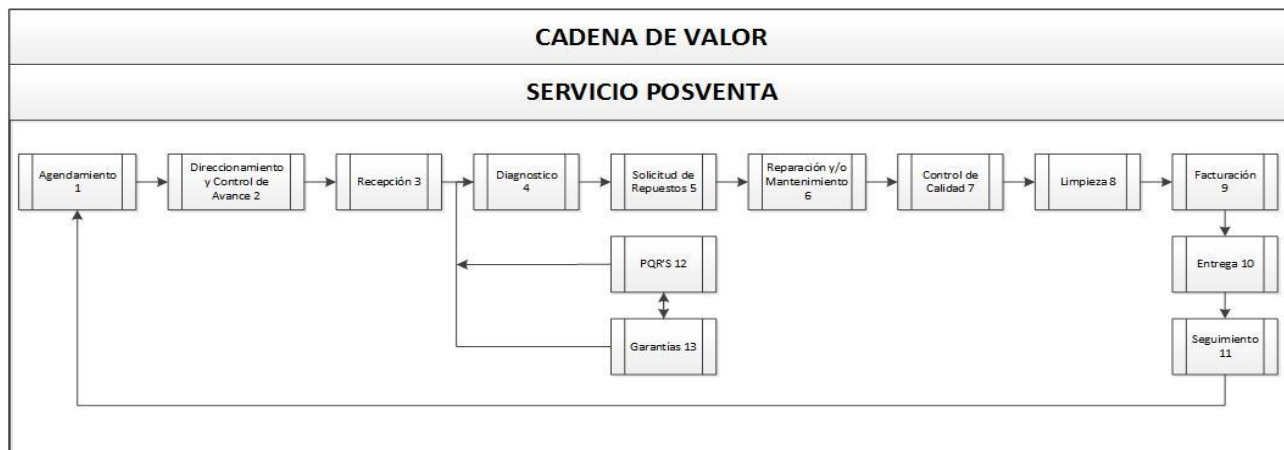 CADENA DE VALOR
SERVICIO POSVENTA
Agendamiento
1
Direccionamiento
y Control de
Avance 2
Recepción 3
Diagnostico
4
Solicitud de
Repuestos 5
Reparación y/o
Mantenimiento
6
Control de
Calidad 7
Limpieza 8
Facturación
9
PQR'S 12
Entrega 10
Garantías 13
Seguimiento
11